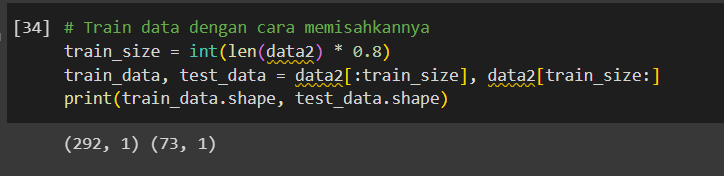 [34] # Train data dengan cara memisahkannya
train_size = int(len(data2) * 0.8)
train_data, test_data = data2[:train_size], data2[train_size:]
print(train_data.shape, test_data.shape)
(292, 1) (73, 1)